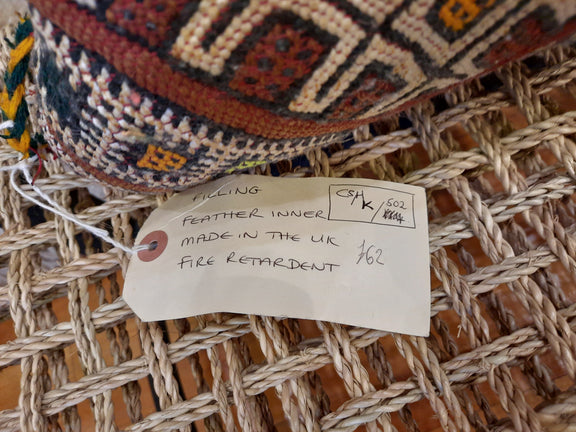 FILLING
FEATHER INNER
MADE IN THE UK
FIRE RETARDENT
CSH K/502
£62